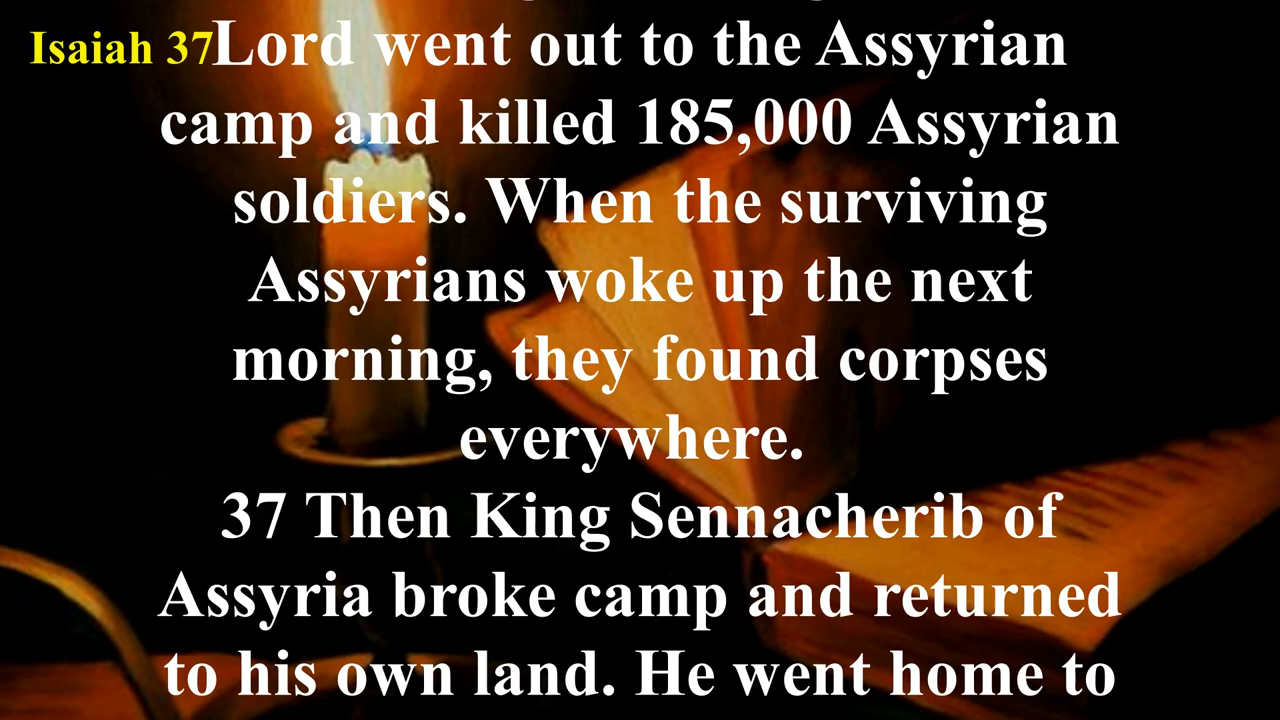 Isaiah 37
Lord went out to the Assyrian
camp and killed 185,000 Assyrian
soldiers. When the surviving
Assyrians woke up the next
morning, they found corpses
everywhere.
37 Then King Sennacherib of
Assyria broke camp and returned
to his own land. He went home to